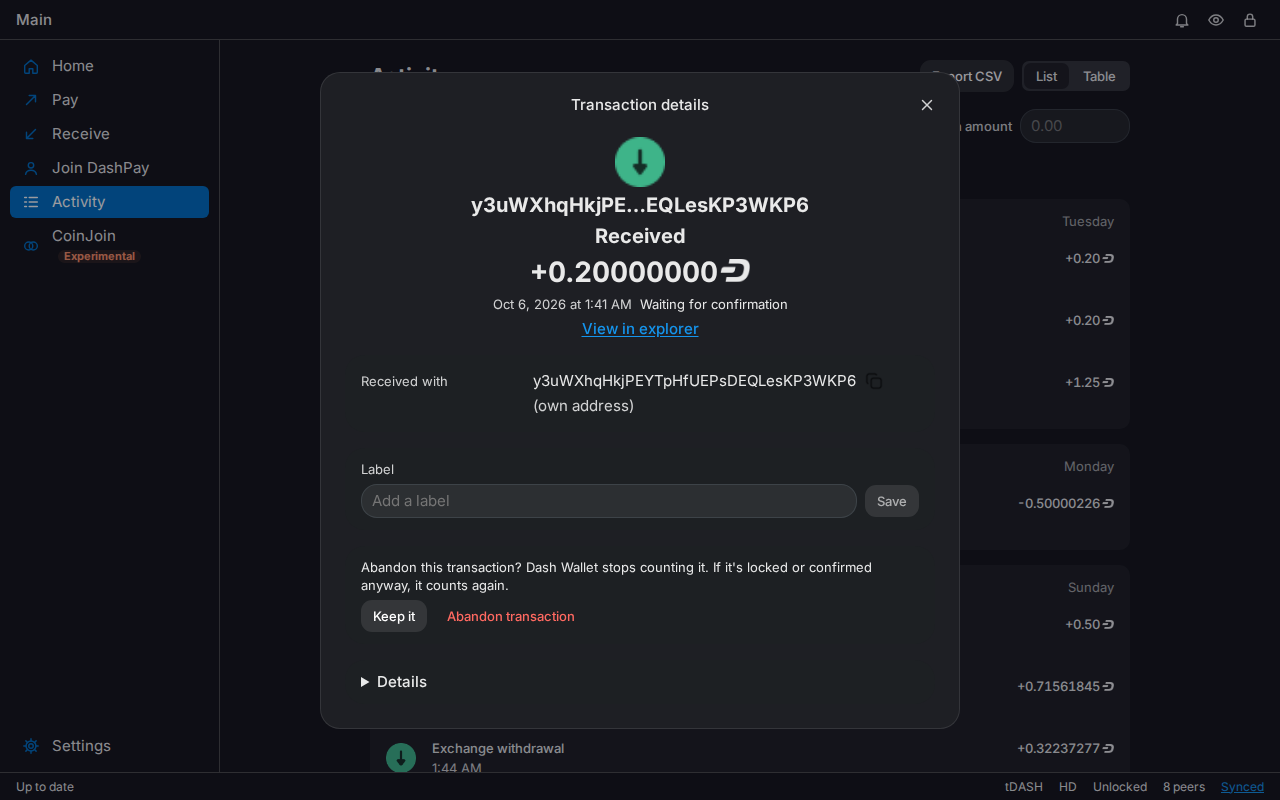 Main
Home
Pay
Receive
Join DashPay
Activity
CoinJoin
Experimental
Settings
Export CSV
List
Table
amount
0.00
Transaction details
y3uWXhqHkjPE...EQLesKP3WKP6
Received
+0.20000000
Oct 6, 2026 at 1:41 AM Waiting for confirmation
View in explorer
Received with
y3uWXhqHkjPEYTpHfUEPsDEQLesKP3WKP6
(own address)
Label
Add a label
Save
Abandon this transaction? Dash Wallet stops counting it. If it's locked or confirmed
anyway, it counts again.
Keep it
Abandon transaction
Details
Tuesday
+0.20
+0.20
+1.25
Monday
-0.50000226
Sunday
+0.50
+0.71561845
Exchange withdrawal
+0.32237277
1:44 AM
Up to date
tDASH
HD
Unlocked
8 peers
Synced